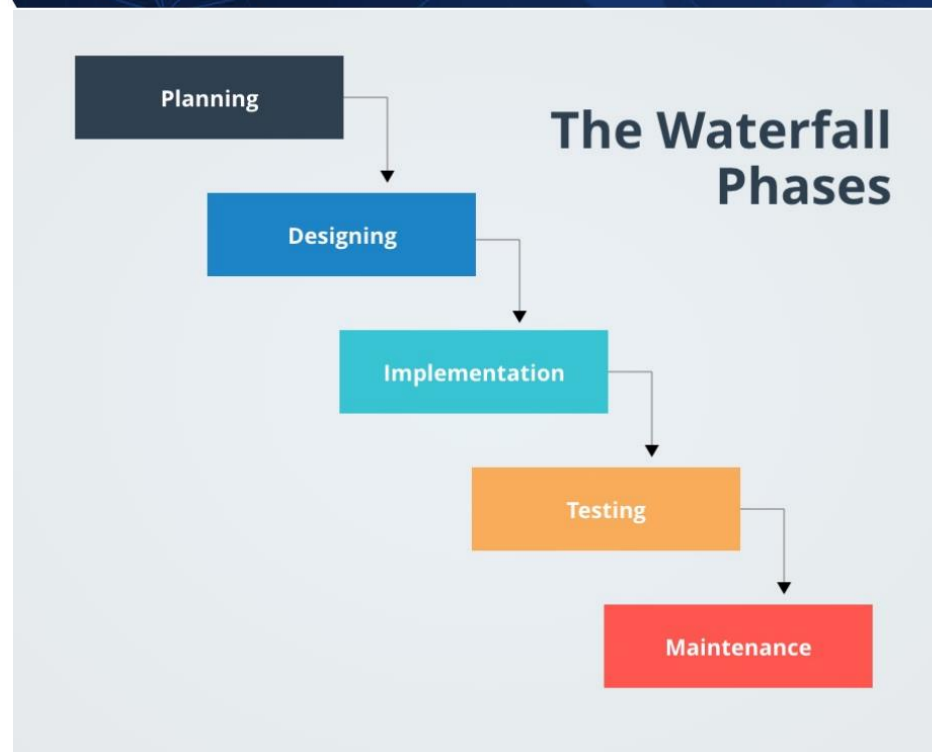 Planning
The Waterfall
Phases
Designing
Implementation
Testing
Maintenance